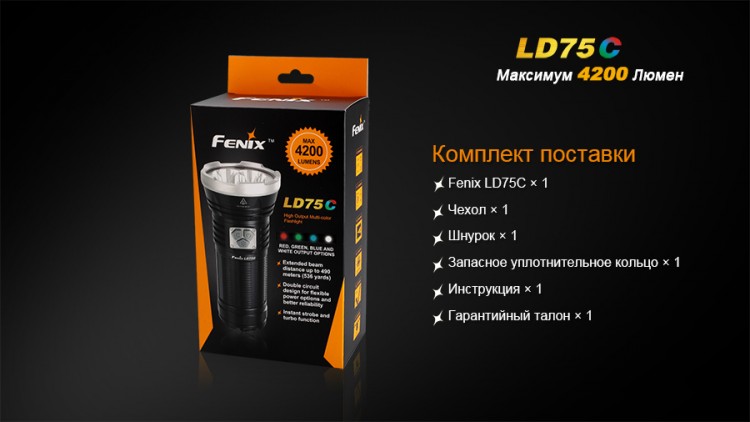 LD75C
Максимум 4200 Люмен
Комплект поставки
Fenix LD75C × 1
Чехол × 1
Шнурок × 1
Запасное уплотнительное кольцо × 1
Инструкция × 1
Гарантийный талон × 1
FENIX™
MAX
4200
LUMENS
LD75C
High Output Multi-color
Flashlight
RED, GREEN, BLUE AND
WHITE OUTPUT OPTIONS
Extended beam
distance up to 490
meters (536 yards)
Double circuit
design for flexible
power options and
better reliability
Instant strobe and
turbo function